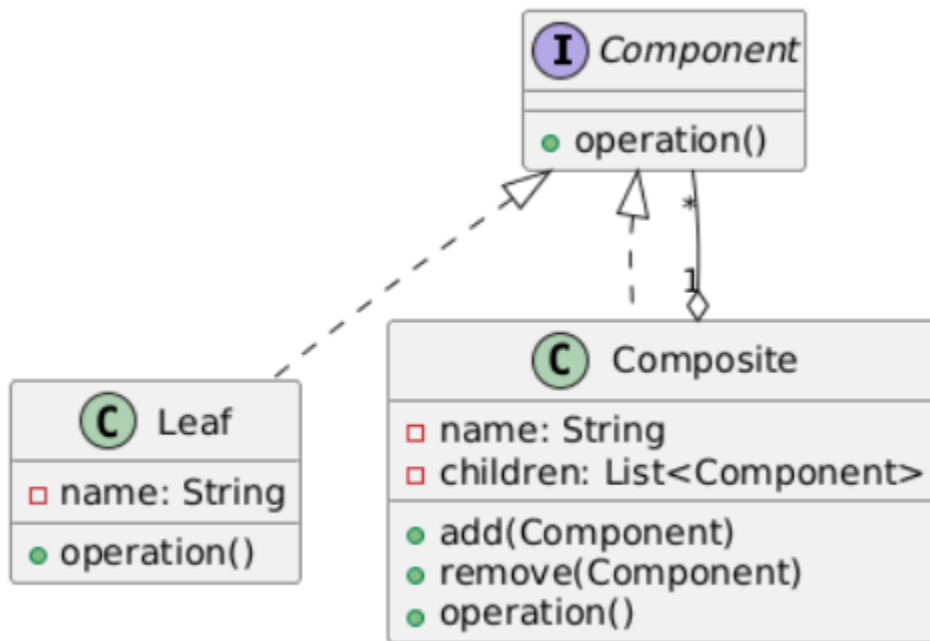 I Component
operation()
*
1
C Leaf
name: String
operation()
C Composite
name: String
children: List<Component>
add(Component)
remove(Component)
operation()